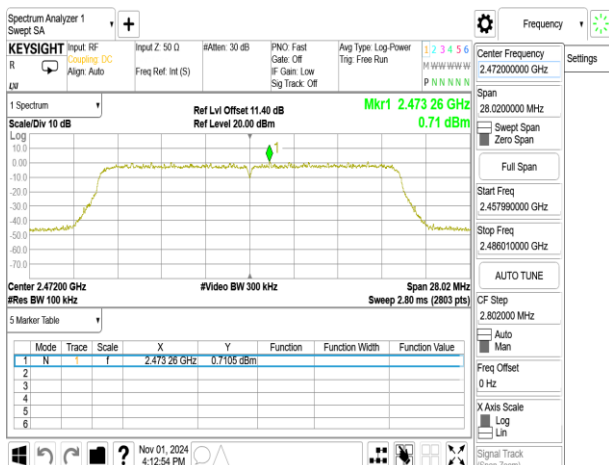 Spectrum Analyzer 1
Swept SA
+
Frequency
KEYSIGHT
R
LXI
Input: RF
Coupling: DC
Align: Auto
Input Z: 50 Ω
Freq Ref: Int (S)
#Atten: 30 dB
PNO: Fast
Gate: Off
IF Gain: Low
Sig Track: Off
Avg Type: Log-Power
Trig: Free Run
1 2 3 4 5 6
M W W W W W
P N N N N N
Center Frequency
2.472000000 GHz
Settings
Span
28.0200000 MHz
Swept Span
Zero Span
Full Span
Start Freq
2.457990000 GHz
Stop Freq
2.486010000 GHz
AUTO TUNE
CF Step
2.802000 MHz
Auto
Man
Freq Offset
0 Hz
X Axis Scale
Log
Lin
Signal Track
(Span Zoom)
1 Spectrum
Scale/Div 10 dB
Ref Lvl Offset 11.40 dB
Ref Level 20.00 dBm
Mkr1 2.473 26 GHz
0.71 dBm
Log
10.0
0.00
-10.0
-20.0
-30.0
-40.0
-50.0
-60.0
-70.0
1
Center 2.47200 GHz
#Res BW 100 kHz
#Video BW 300 kHz
Span 28.02 MHz
Sweep 2.80 ms (2803 pts)
5 Marker Table
Mode Trace Scale X Y Function Function Width Function Value
1 N 1 f 2.473 26 GHz 0.7105 dBm
2
3
4
5
6
?
Nov 01, 2024
4:12:54 PM